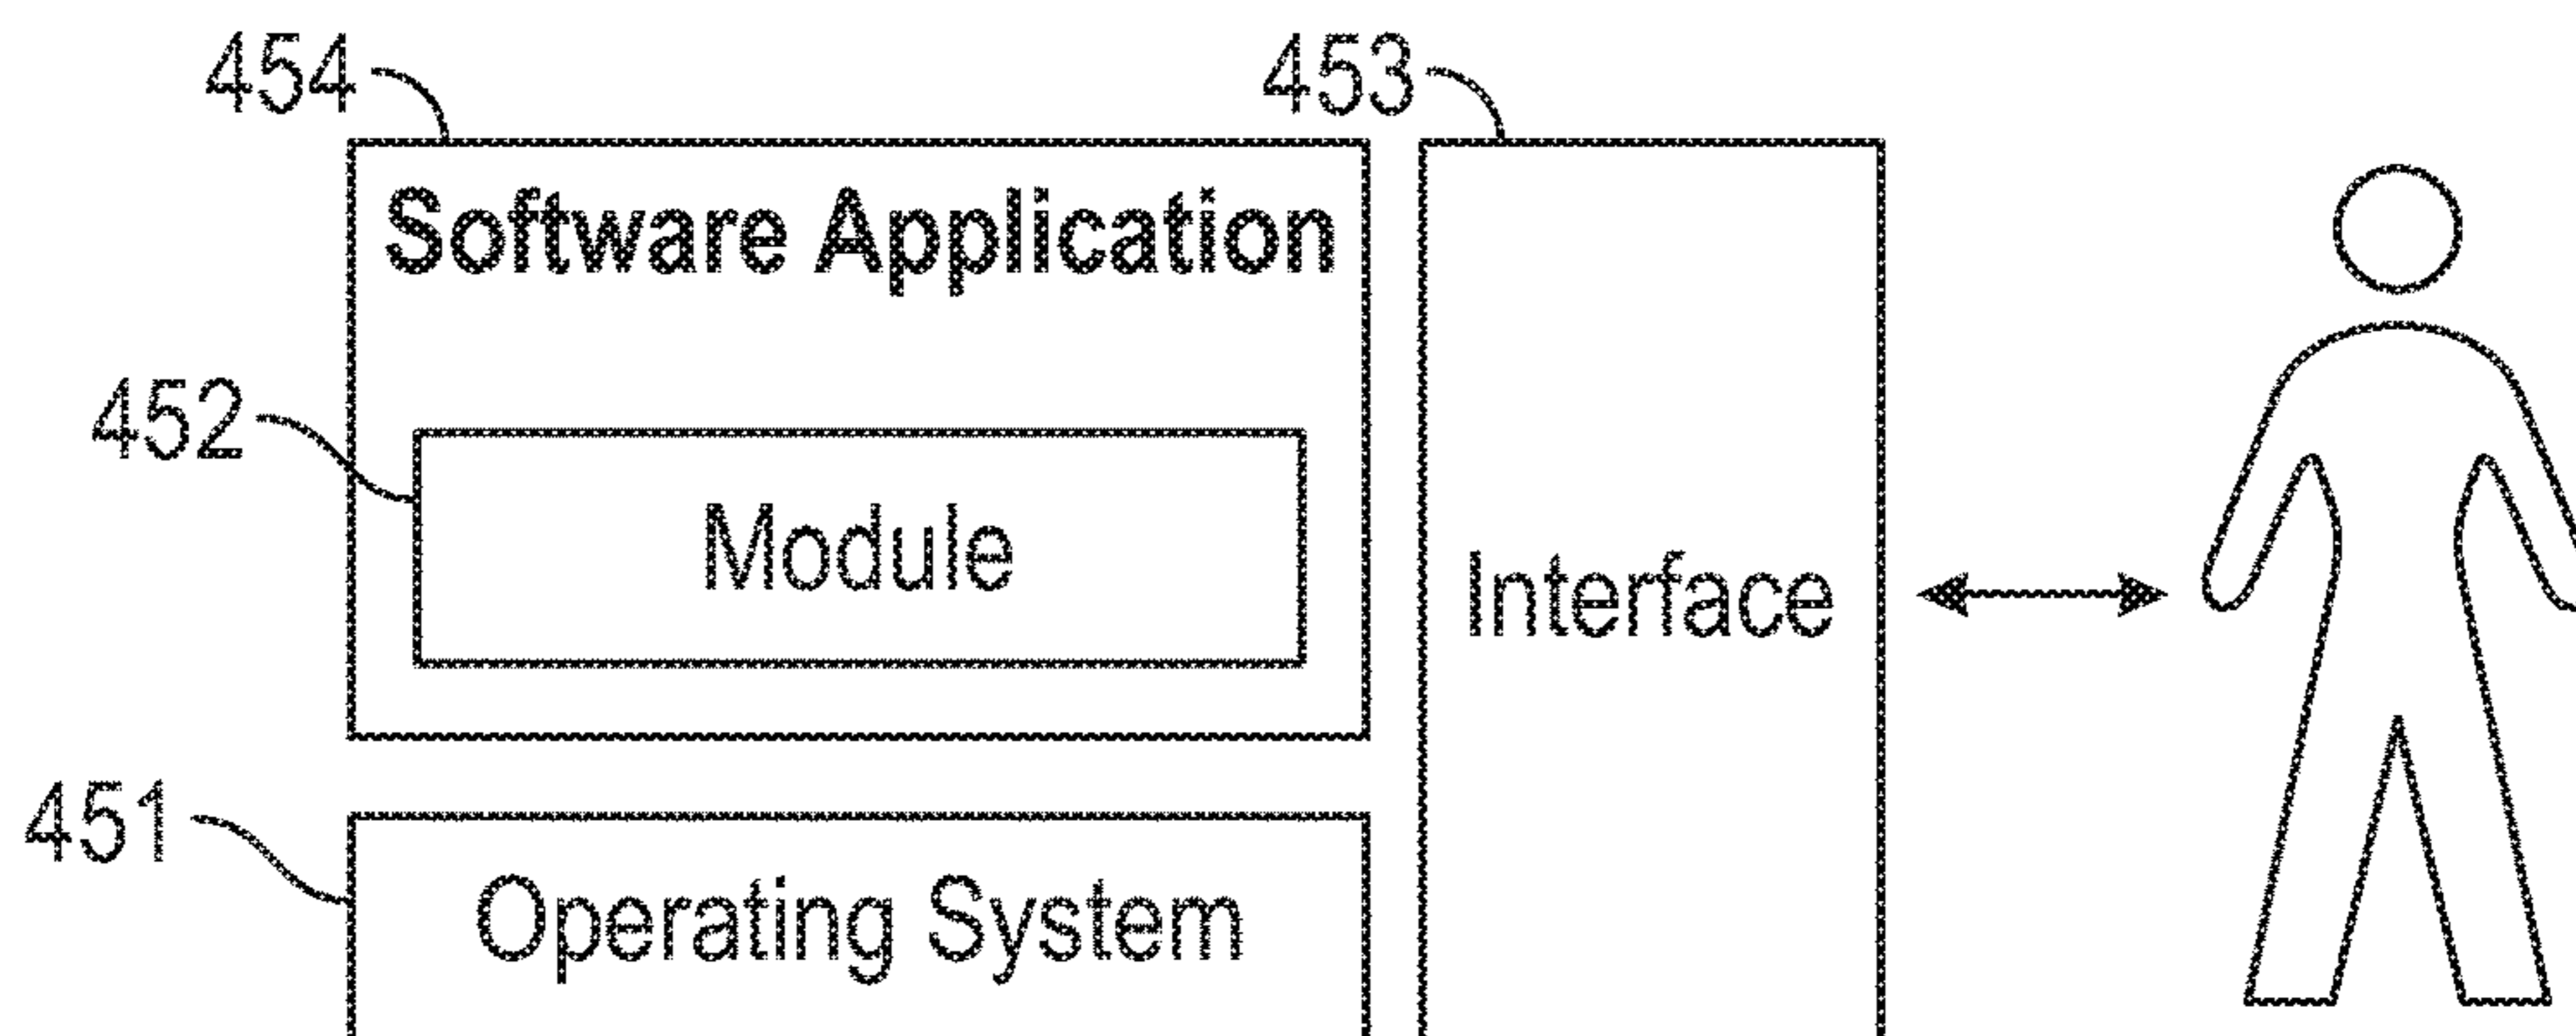 454
453
Software Application
452
Module
Interface
451
Operating System